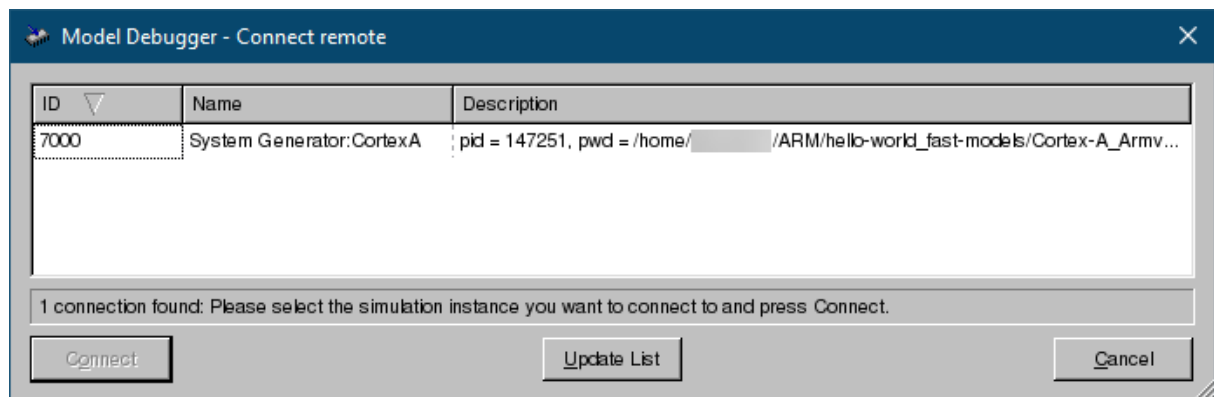 Model Debugger - Connect remote
ID Name Description
7000 System Generator:CortexA pid = 147251, pwd = /home/ /ARM/hello-world_fast-models/Cortex-A_Armv...
1 connection found: Please select the simulation instance you want to connect to and press Connect.
Connect Update List Cancel